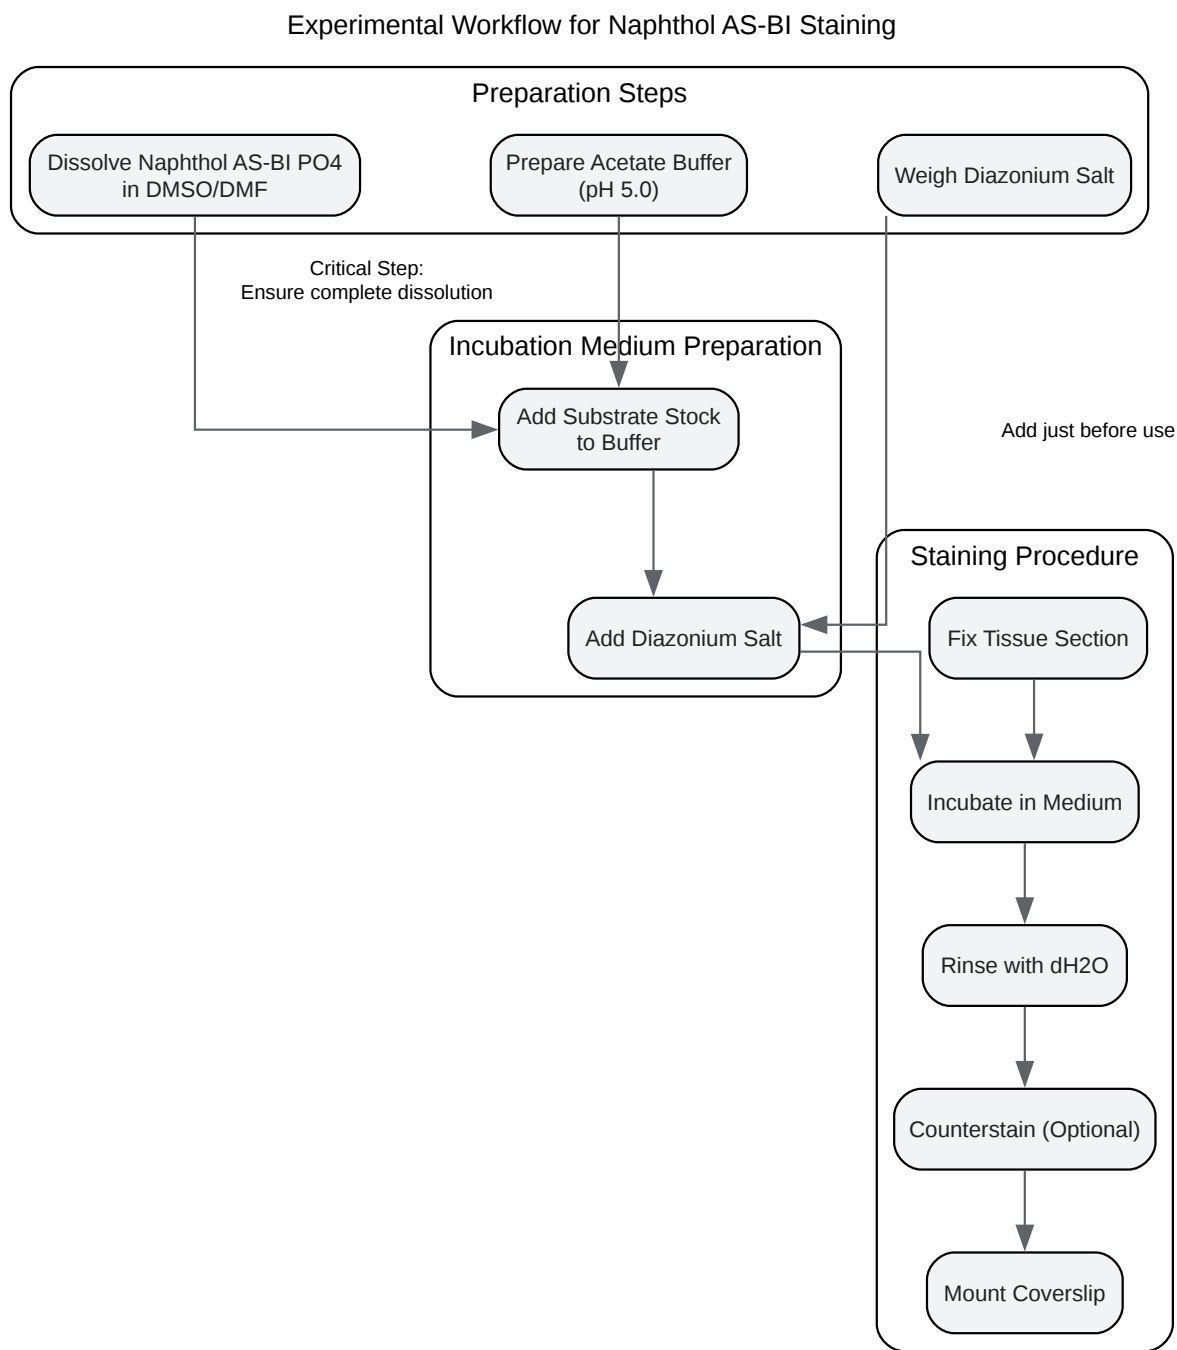 Experimental Workflow for Naphthol AS-BI Staining
Preparation Steps
Dissolve Naphthol AS-BI PO4
in DMSO/DMF
Prepare Acetate Buffer
(pH 5.0)
Weigh Diazonium Salt
Critical Step:
Ensure complete dissolution
Incubation Medium Preparation
Add Substrate Stock
to Buffer
Add just before use
Add Diazonium Salt
Staining Procedure
Fix Tissue Section
Incubate in Medium
Rinse with dH2O
Counterstain (Optional)
Mount Coverslip